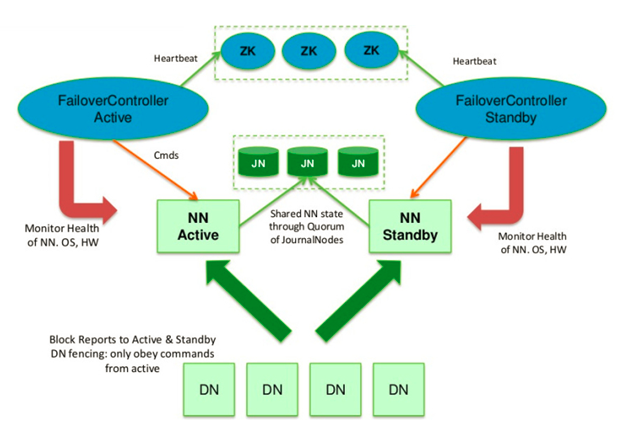 ZK
ZK
ZK
Heartbeat
Heartbeat
FailoverController
Active
FailoverController
Standby
Cmds
JN
JN
JN
NN
Active
Shared NN state
through Quorum
of JournalNodes
NN
Standby
Monitor Health
of NN. OS, HW
Monitor Health
of NN. OS, HW
Block Reports to Active & Standby
DN fencing: only obey commands
from active
DN
DN
DN
DN